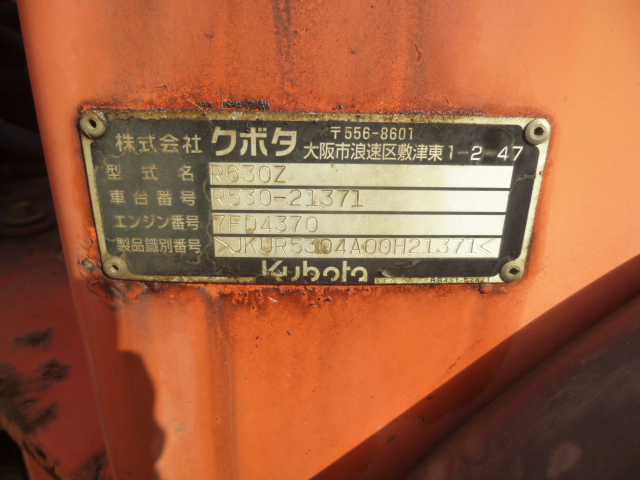 株式会社 クボタ 〒556-8601
大阪市浪速区敷津東1-2-47
型式名 R630Z
車台番号 R530-21371
エンジン番号 7FD4370
製品識別番号 >JKUR5304A00H21371<
Kubota